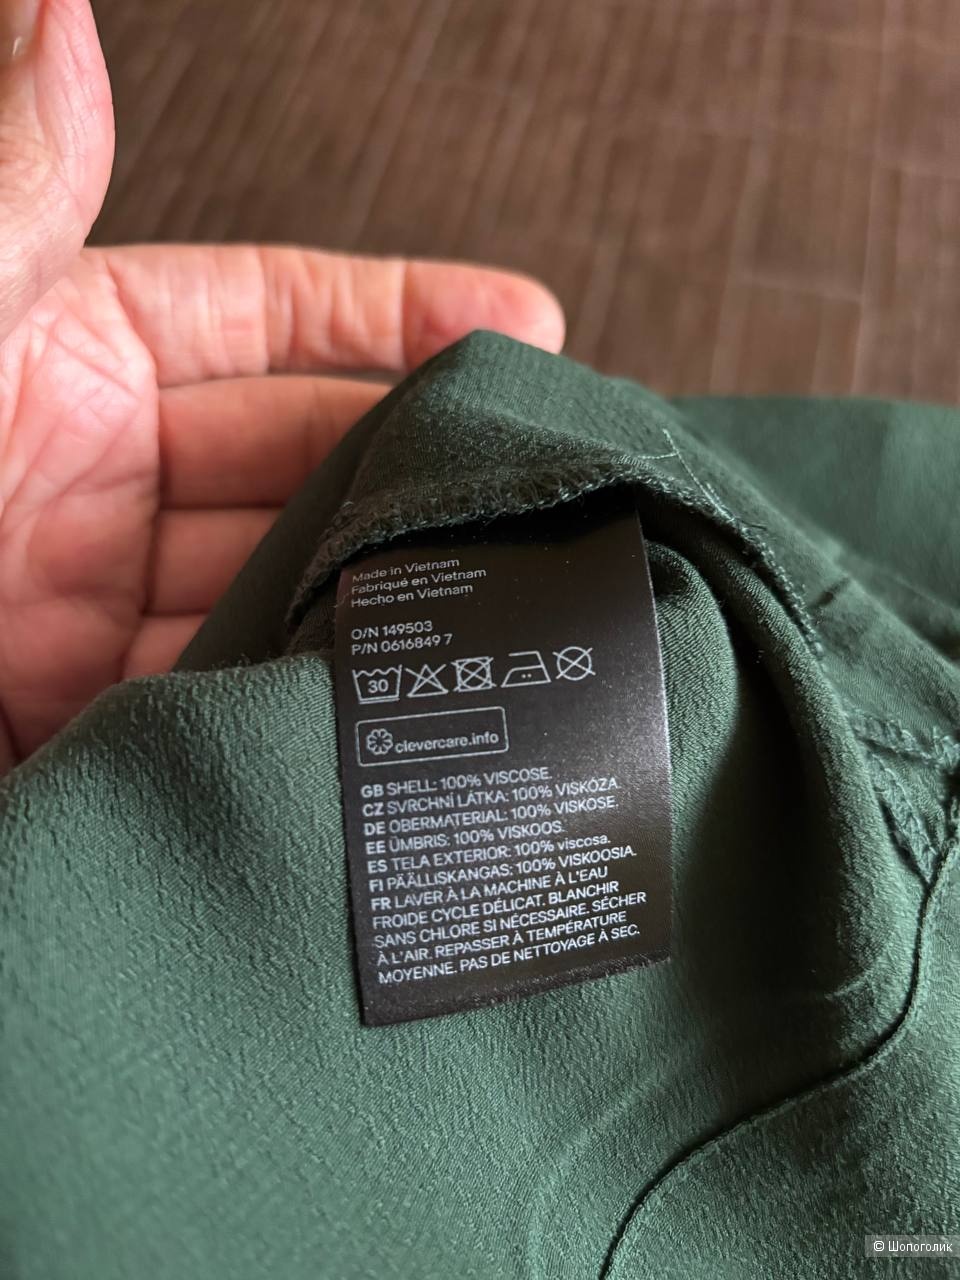 Made in Vietnam
Fabriqué en Vietnam
Hecho en Vietnam
O/N 149503
P/N 0616849 7
30
clevercare.info
GB SHELL: 100% VISCOSE.
CZ SVRCHNÍ LÁTKA: 100% VISKÓZA
DE OBERMATERIAL: 100% VISKOSE.
EE ÜMBRIS: 100% VISKOOS.
ES TELA EXTERIOR: 100% viscosa.
FI PÄÄLLISKANGAS: 100% VISKOOSIA.
FR LAVER À LA MACHINE À L'EAU
FROIDE CYCLE DÉLICAT. BLANCHIR
SANS CHLORE SI NÉCESSAIRE. SÉCHER
À L'AIR. REPASSER À TEMPÉRATURE
MOYENNE. PAS DE NETTOYAGE À SEC.
© Шопоголик